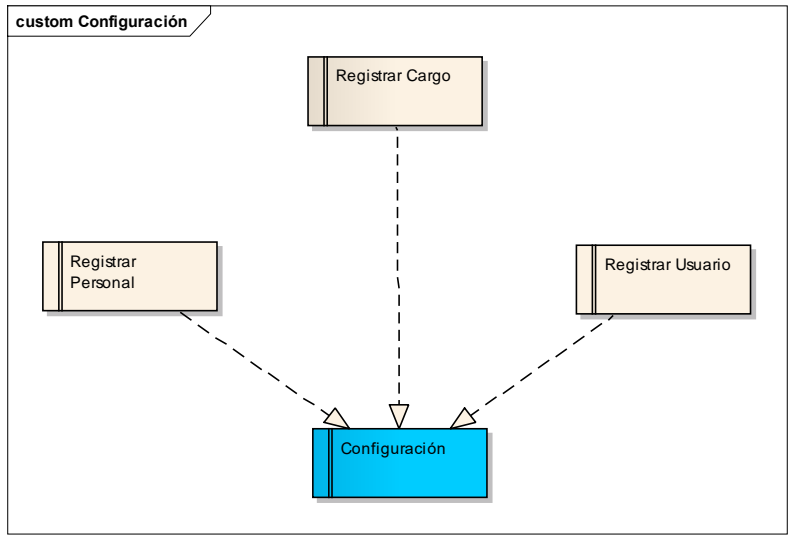 custom Configuración
Registrar Cargo
Registrar
Personal
Registrar Usuario
Configuración